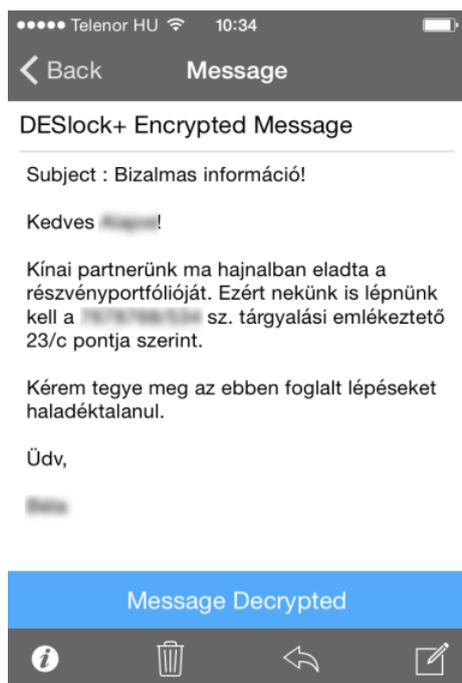 Telenor HU 10:34
Back Message
DESlock+ Encrypted Message
Subject : Bizalmas információ!
Kedves !
Kínai partnerünk ma hajnalban eladta a
részvényportfólióját. Ezért nekünk is lépnünk
kell a sz. tárgyalási emlékeztető
23/c pontja szerint.
Kérem tegye meg az ebben foglalt lépéseket
haladéktalanul.
Üdv,
Message Decrypted